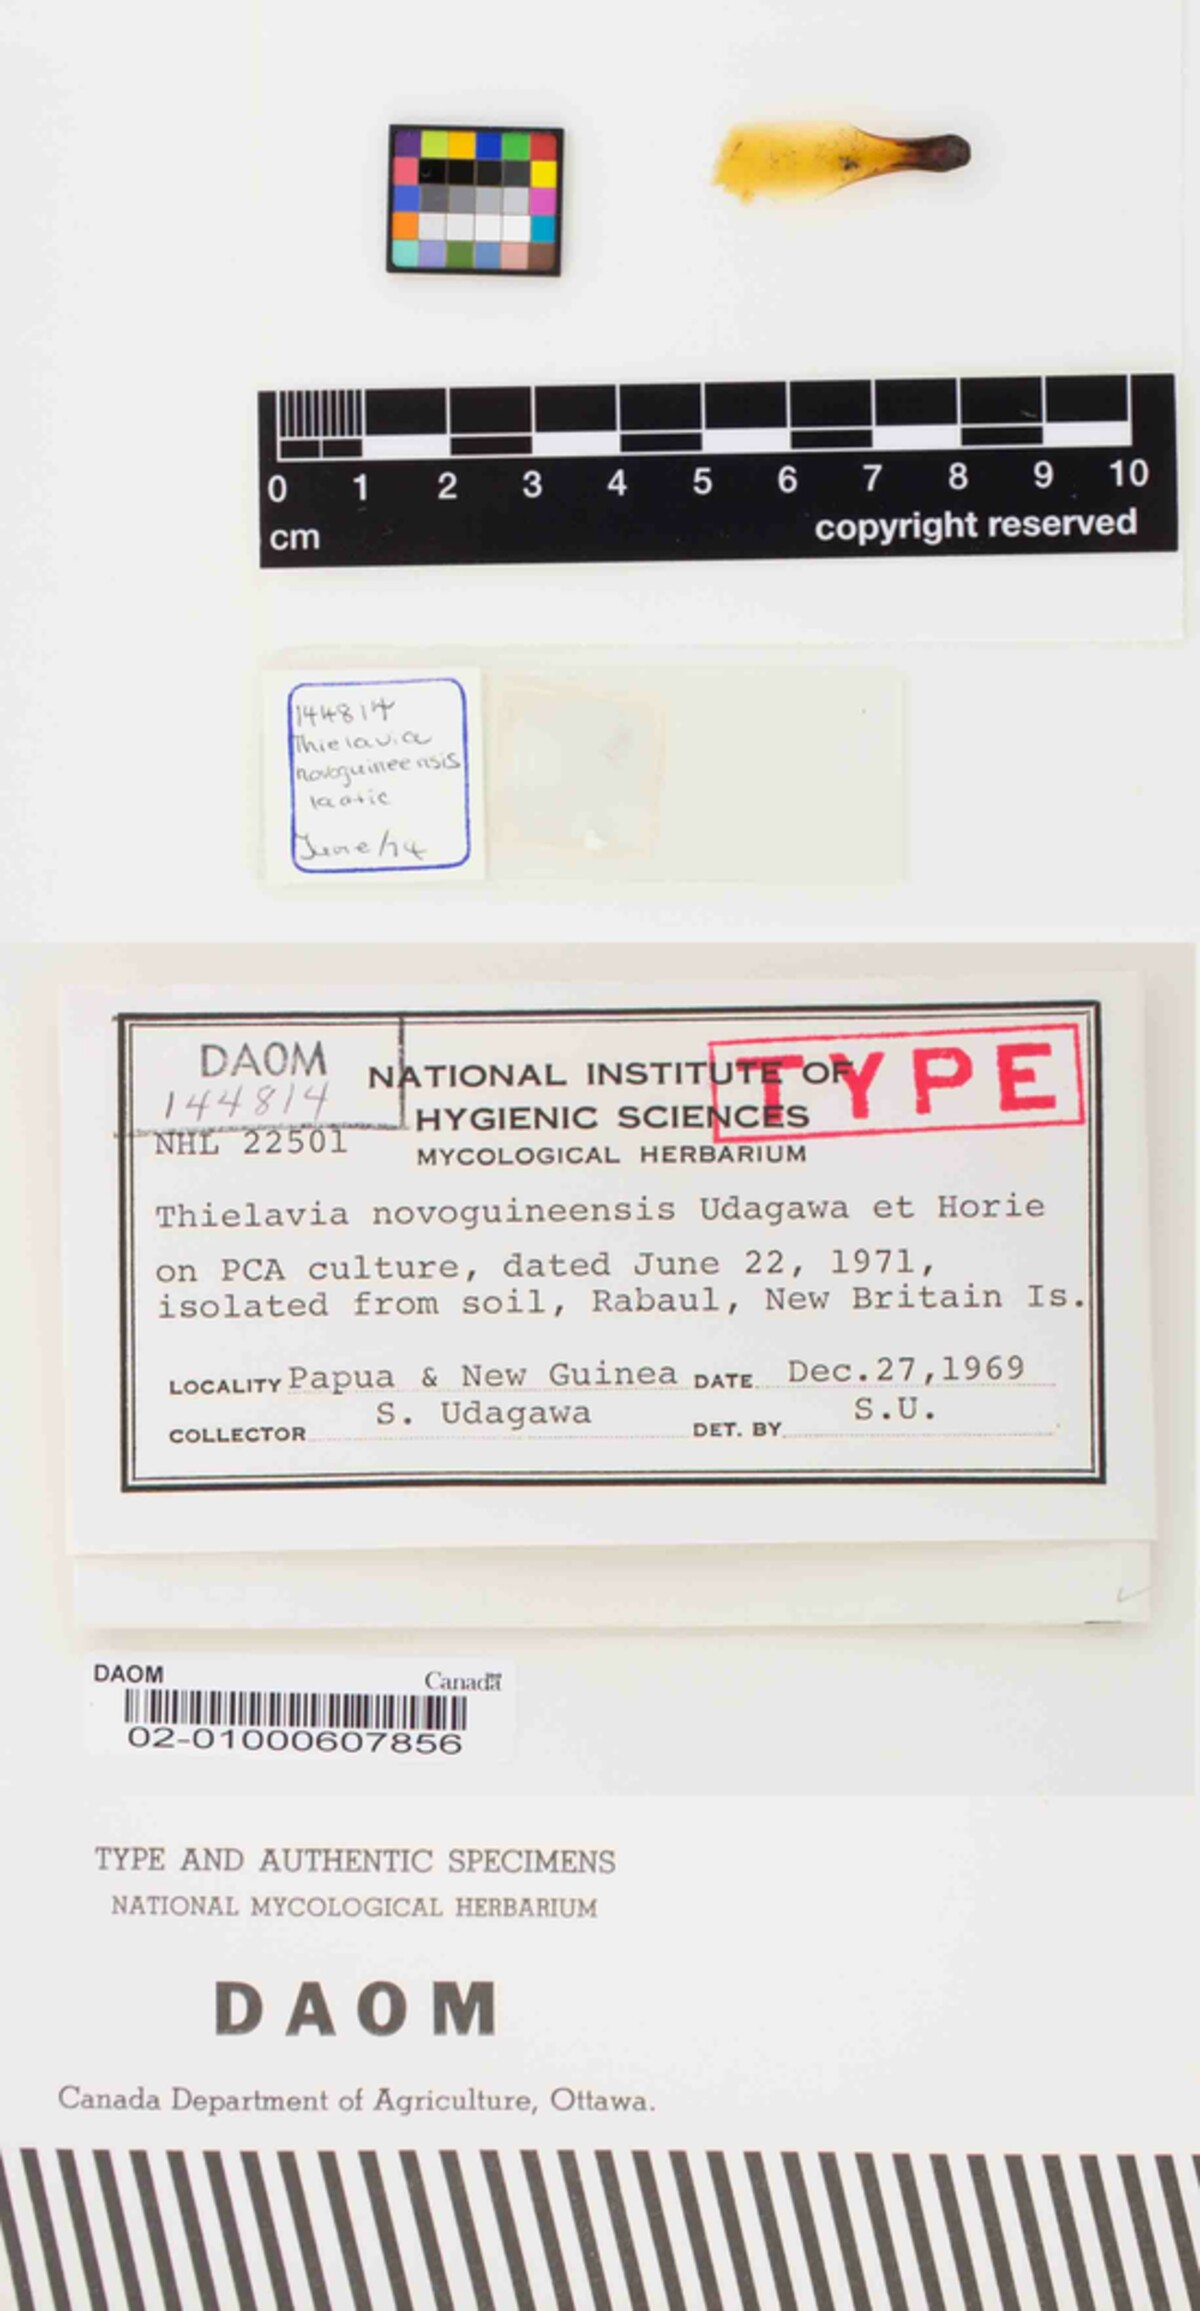 0 1 2 3 4 5 6 7 8 9 10
cm
copyright reserved
144814
Thielavia
novoguineensis
lactic
June/74
DAOM
144814
TYPE
NATIONAL INSTITUTE OF
HYGIENIC SCIENCES
NHL 22501
MYCOLOGICAL HERBARIUM
Thielavia novoguineensis Udagawa et Horie
on PCA culture, dated June 22, 1971,
isolated from soil, Rabaul, New Britain Is.
LOCALITY Papua & New Guinea DATE Dec.27,1969
COLLECTOR S. Udagawa DET. BY S.U.
DAOM Canada
02-01000607856
TYPE AND AUTHENTIC SPECIMENS
NATIONAL MYCOLOGICAL HERBARIUM
DAOM
Canada Department of Agriculture, Ottawa.